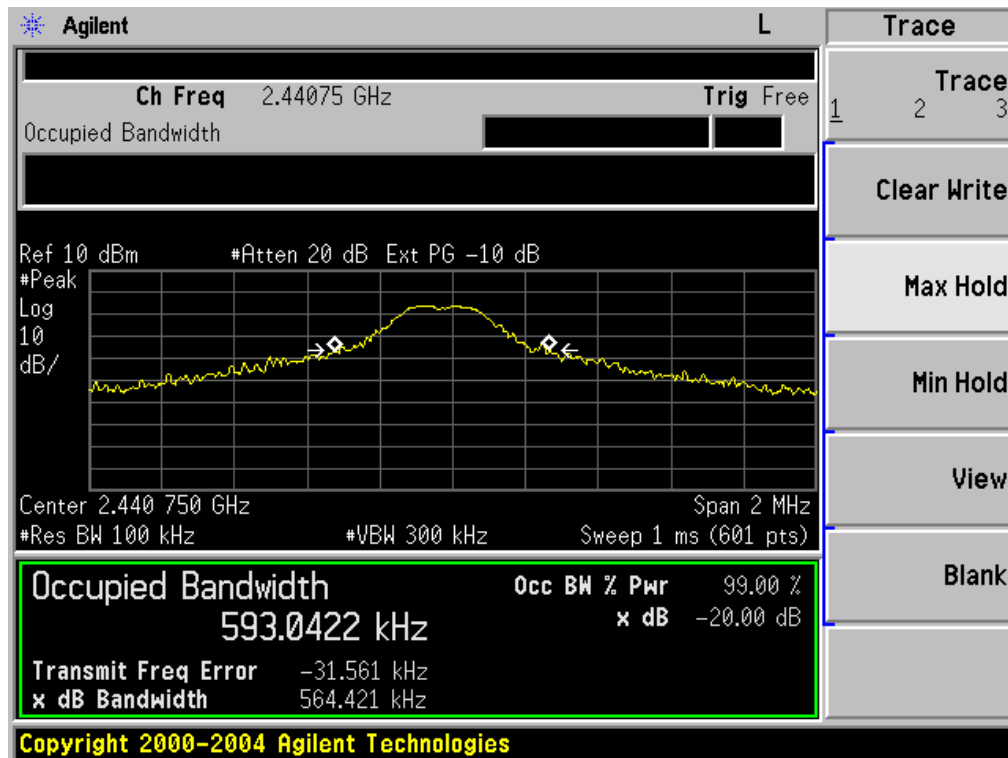 Agilent L
Ch Freq 2.44075 GHz Trig Free
Occupied Bandwidth
Ref 10 dBm #Atten 20 dB Ext PG -10 dB
#Peak
Log
10
dB/
Center 2.440 750 GHz Span 2 MHz
#Res BW 100 kHz #VBW 300 kHz Sweep 1 ms (601 pts)
Occupied Bandwidth
593.0422 kHz
Occ BW % Pwr 99.00 %
x dB -20.00 dB
Transmit Freq Error -31.561 kHz
x dB Bandwidth 564.421 kHz
Copyright 2000-2004 Agilent Technologies
Trace
Trace
1 2 3
Clear Write
Max Hold
Min Hold
View
Blank